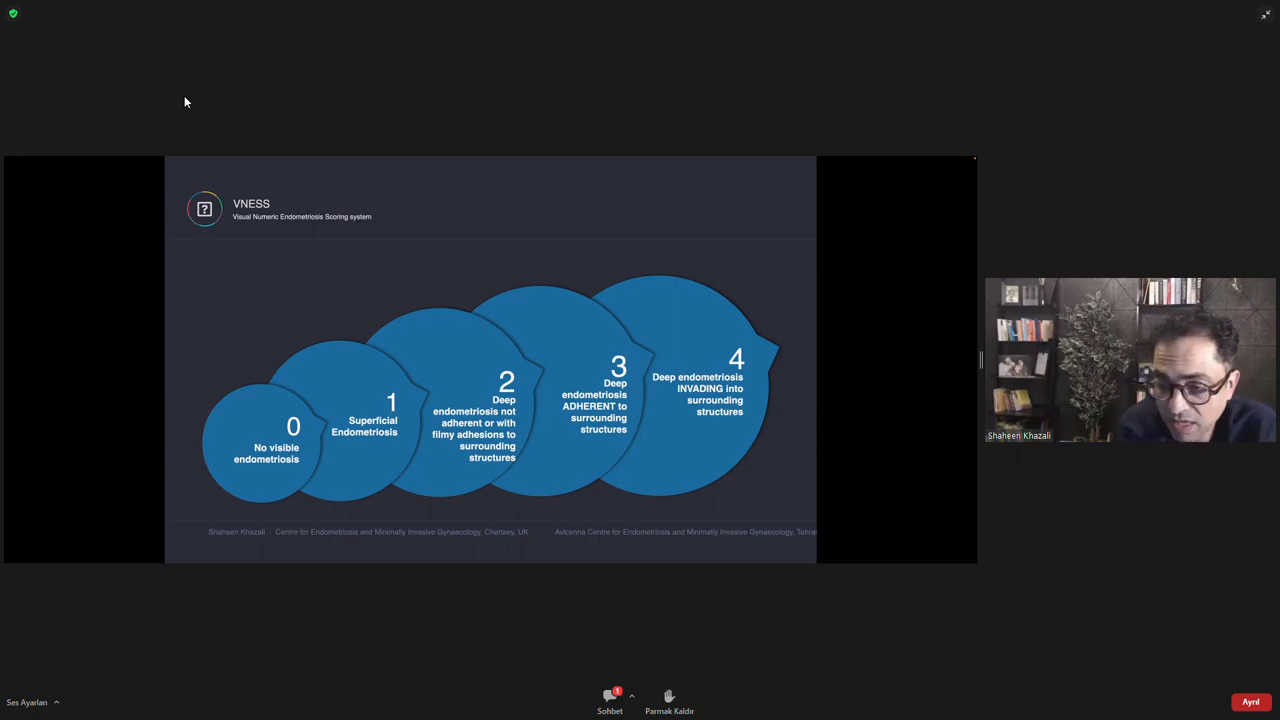 VNESS
Visual Numeric Endometriosis Scoring system
0
No visible
endometriosis
1
Superficial
Endometriosis
2
Deep
endometriosis not
adherent or with
filmy adhesions to
surrounding
structures
3
Deep
endometriosis
ADHERENT to
surrounding
structures
4
Deep endometriosis
INVADING into
surrounding
structures
Shaheen Khazali . Centre for Endometriosis and Minimally Invasive Gynaecology, Chertsey, UK . Avicenna Centre for Endometriosis and Minimally Invasive Gynaecology, Tehra
Shaheen Khazali
Ses Ayarları
1
Sohbet
Parmak Kaldır
Ayrıl